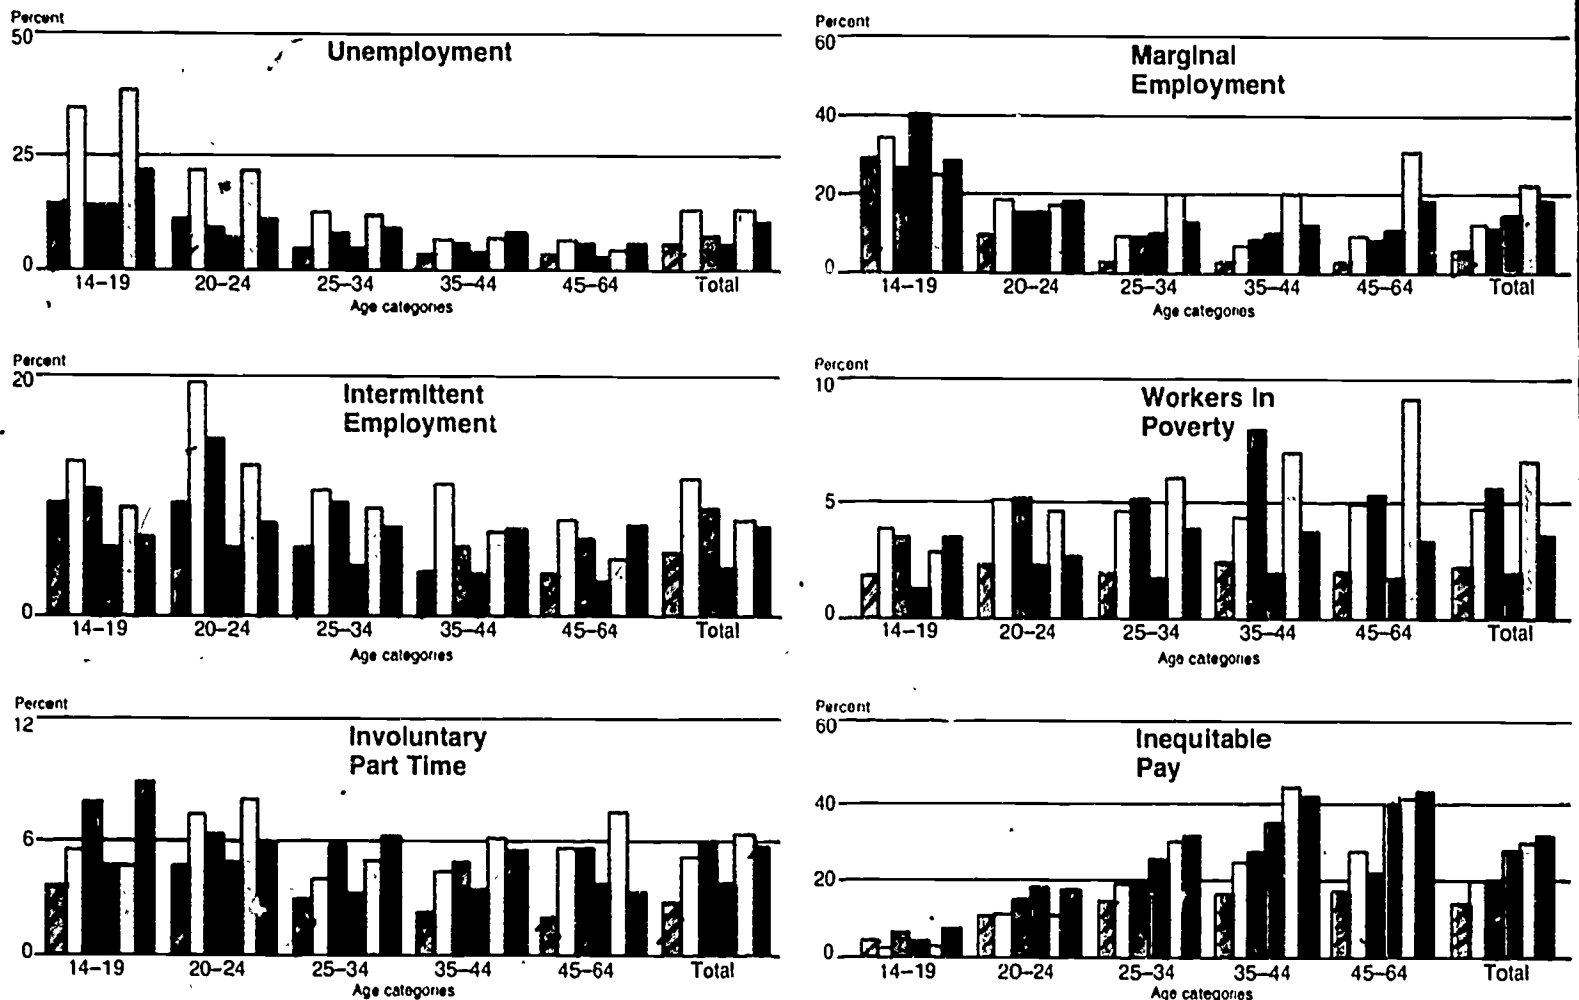 Percent
50
Unemployment
25
0
14–19 20–24 25–34 35–44 45–64 Total
Age categories
Percent
60
Marginal
Employment
40
20
0
14–19 20–24 25–34 35–44 45–64 Total
Age categories
Percent
20
Intermittent
Employment
0
14–19 20–24 25–34 35–44 45–64 Total
Age categories
Percent
10
Workers in
Poverty
5
0
14–19 20–24 25–34 35–44 45–64 Total
Age categories
Percent
12
Involuntary
Part Time
6
0
14–19 20–24 25–34 35–44 45–64 Total
Age categories
Percent
60
Inequitable
Pay
40
20
0
14–19 20–24 25–34 35–44 45–64 Total
Age categories